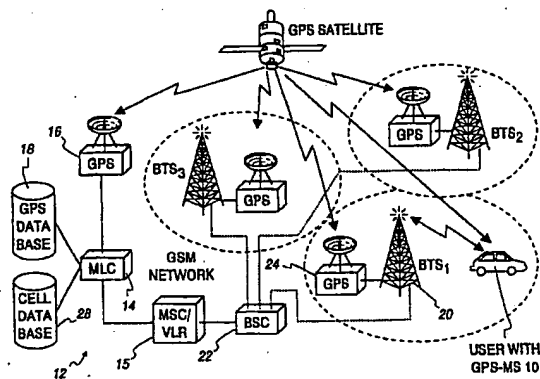 GPS SATELLITE
16
GPS
18
GPS
DATA
BASE
CELL
DATA
BASE
28
12
MLC
14
GSM
NETWORK
MSC/
VLR
15
BSC
22
BTS3
GPS
GPS
BTS2
24
GPS
BTS1
20
USER WITH
GPS-MS 10